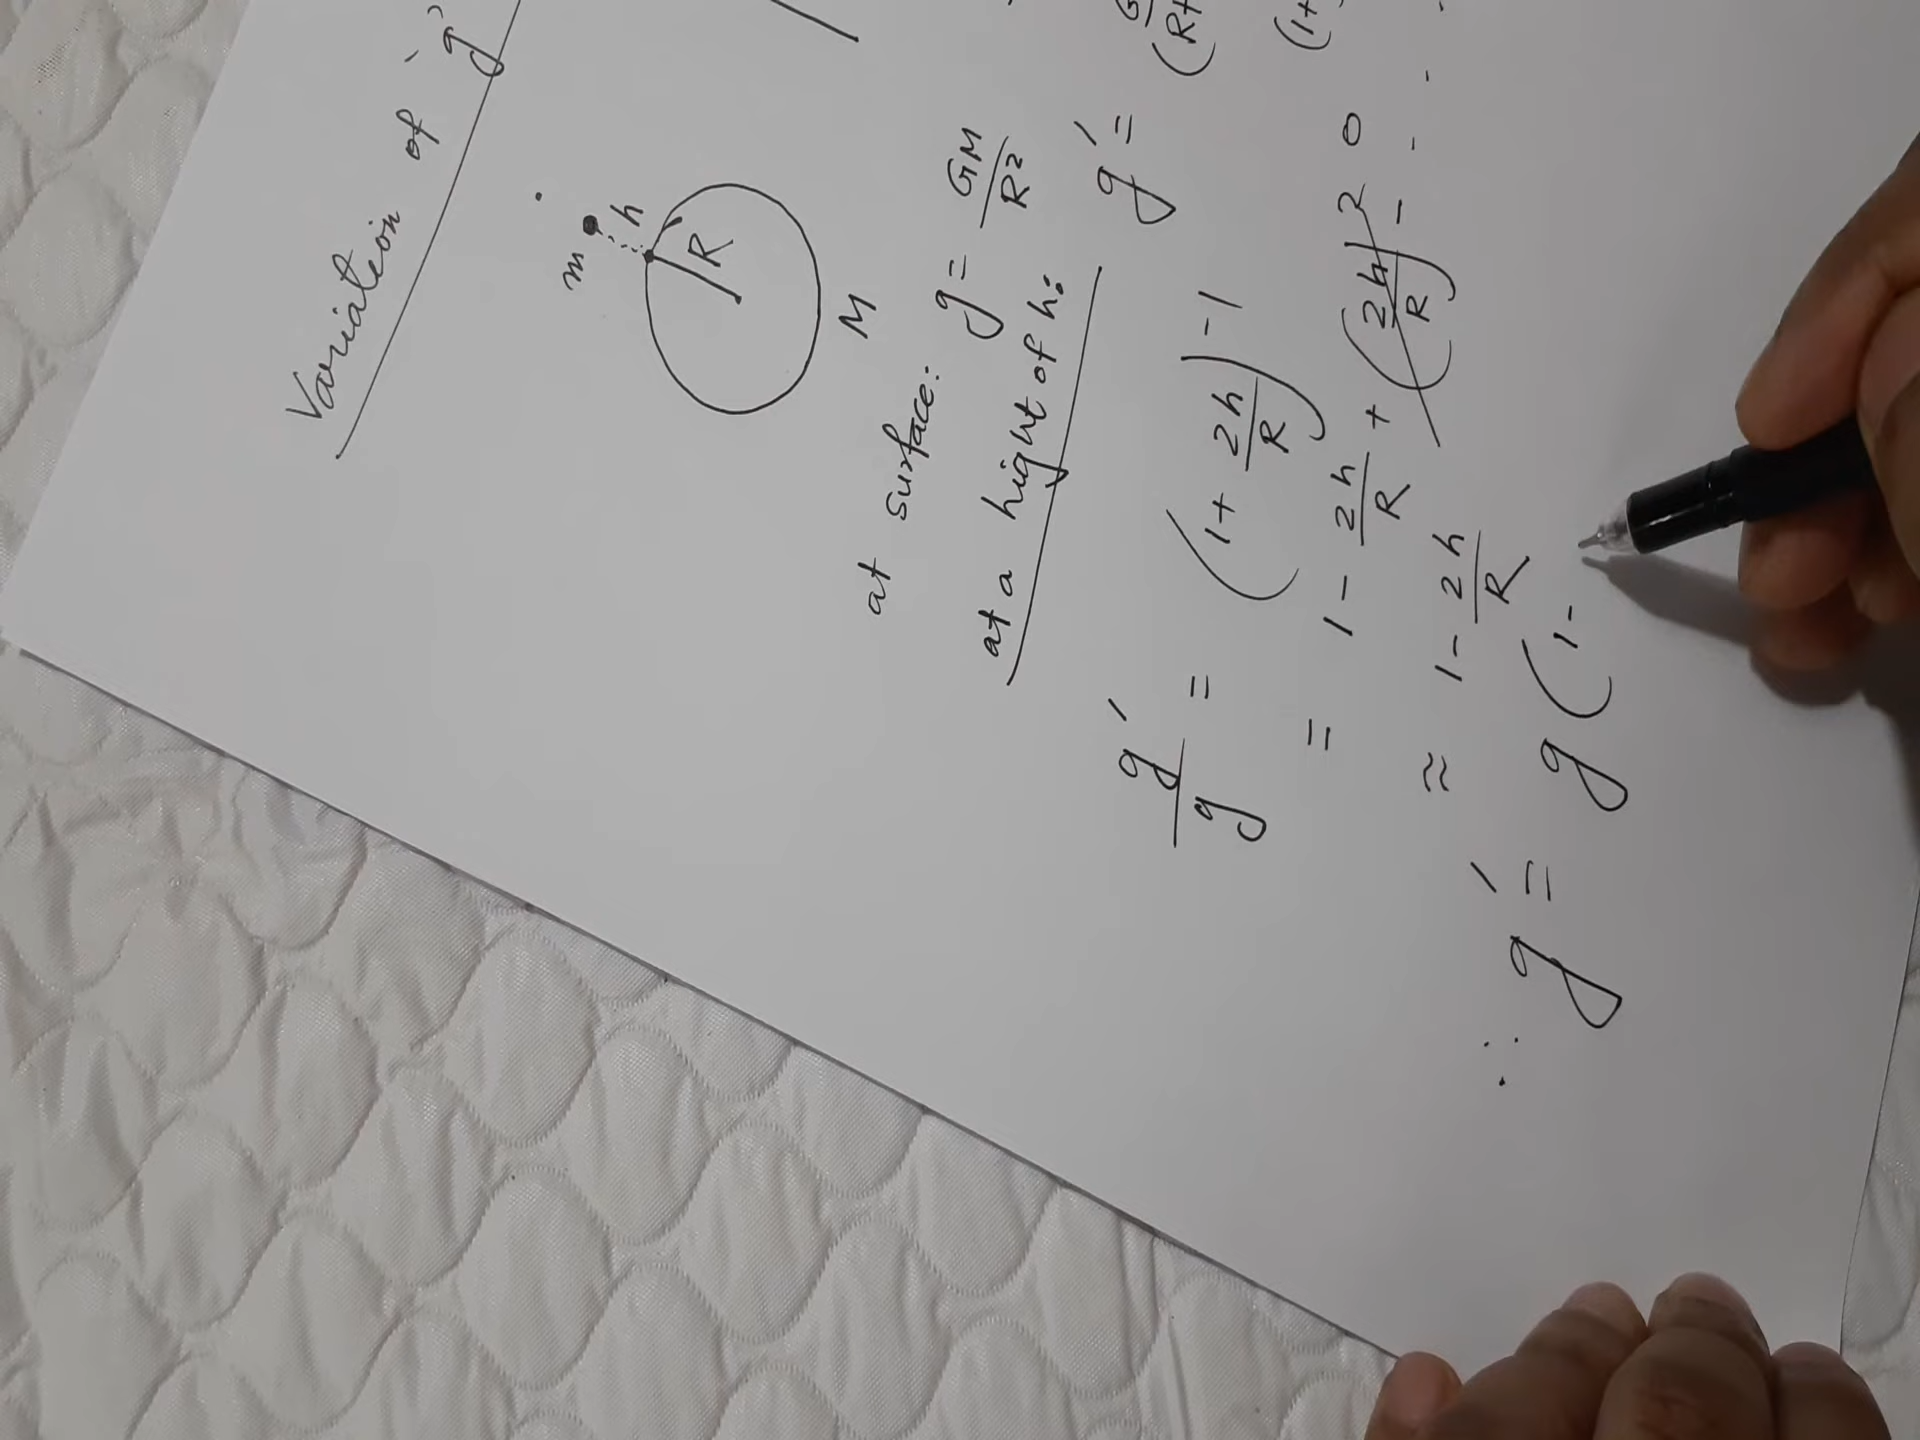 Variation of 'g'
m
h
R
M
at surface: g = GM/R²
at a hight of h: g' =
g'/g = (1 + 2h/R)^-1
= 1 - 2h/R + (2h/R)² 0 - - - -
≈ 1 - 2h/R
∴ g' = g (1 -